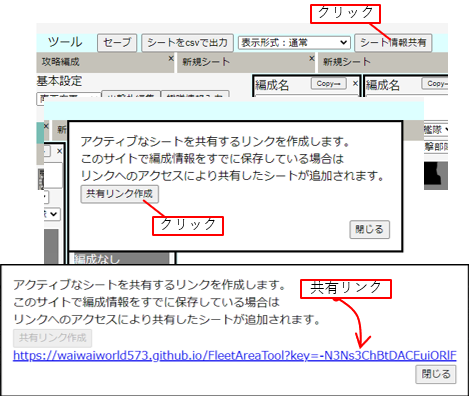 クリック
ツール
セーブ
シートをcsvで出力
表示形式：通常
シート情報共有
攻略編成
×
新規シート
×
新規シート
基本設定
編成名
Copy→
×
編成名
Copy→
新
艦隊
アクティブなシートを共有するリンクを作成します。
このサイトで編成情報をすでに保存している場合は
リンクへのアクセスにより共有したシートが追加されます。
共有リンク作成
クリック
閉じる
編成なし
アクティブなシートを共有するリンクを作成します。
このサイトで編成情報をすでに保存している場合は
リンクへのアクセスにより共有したシートが追加されます。
共有リンク
共有リンク作成
https://waiwaiworld573.github.io/FleetAreaTool?key=-N3Ns3ChBtDACEuiORlF
閉じる